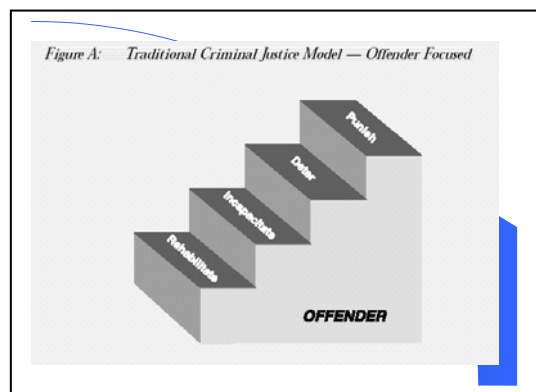 Figure A: Traditional Criminal Justice Model — Offender Focused
Punish
Deter
Incapacitate
Rehabilitate
OFFENDER